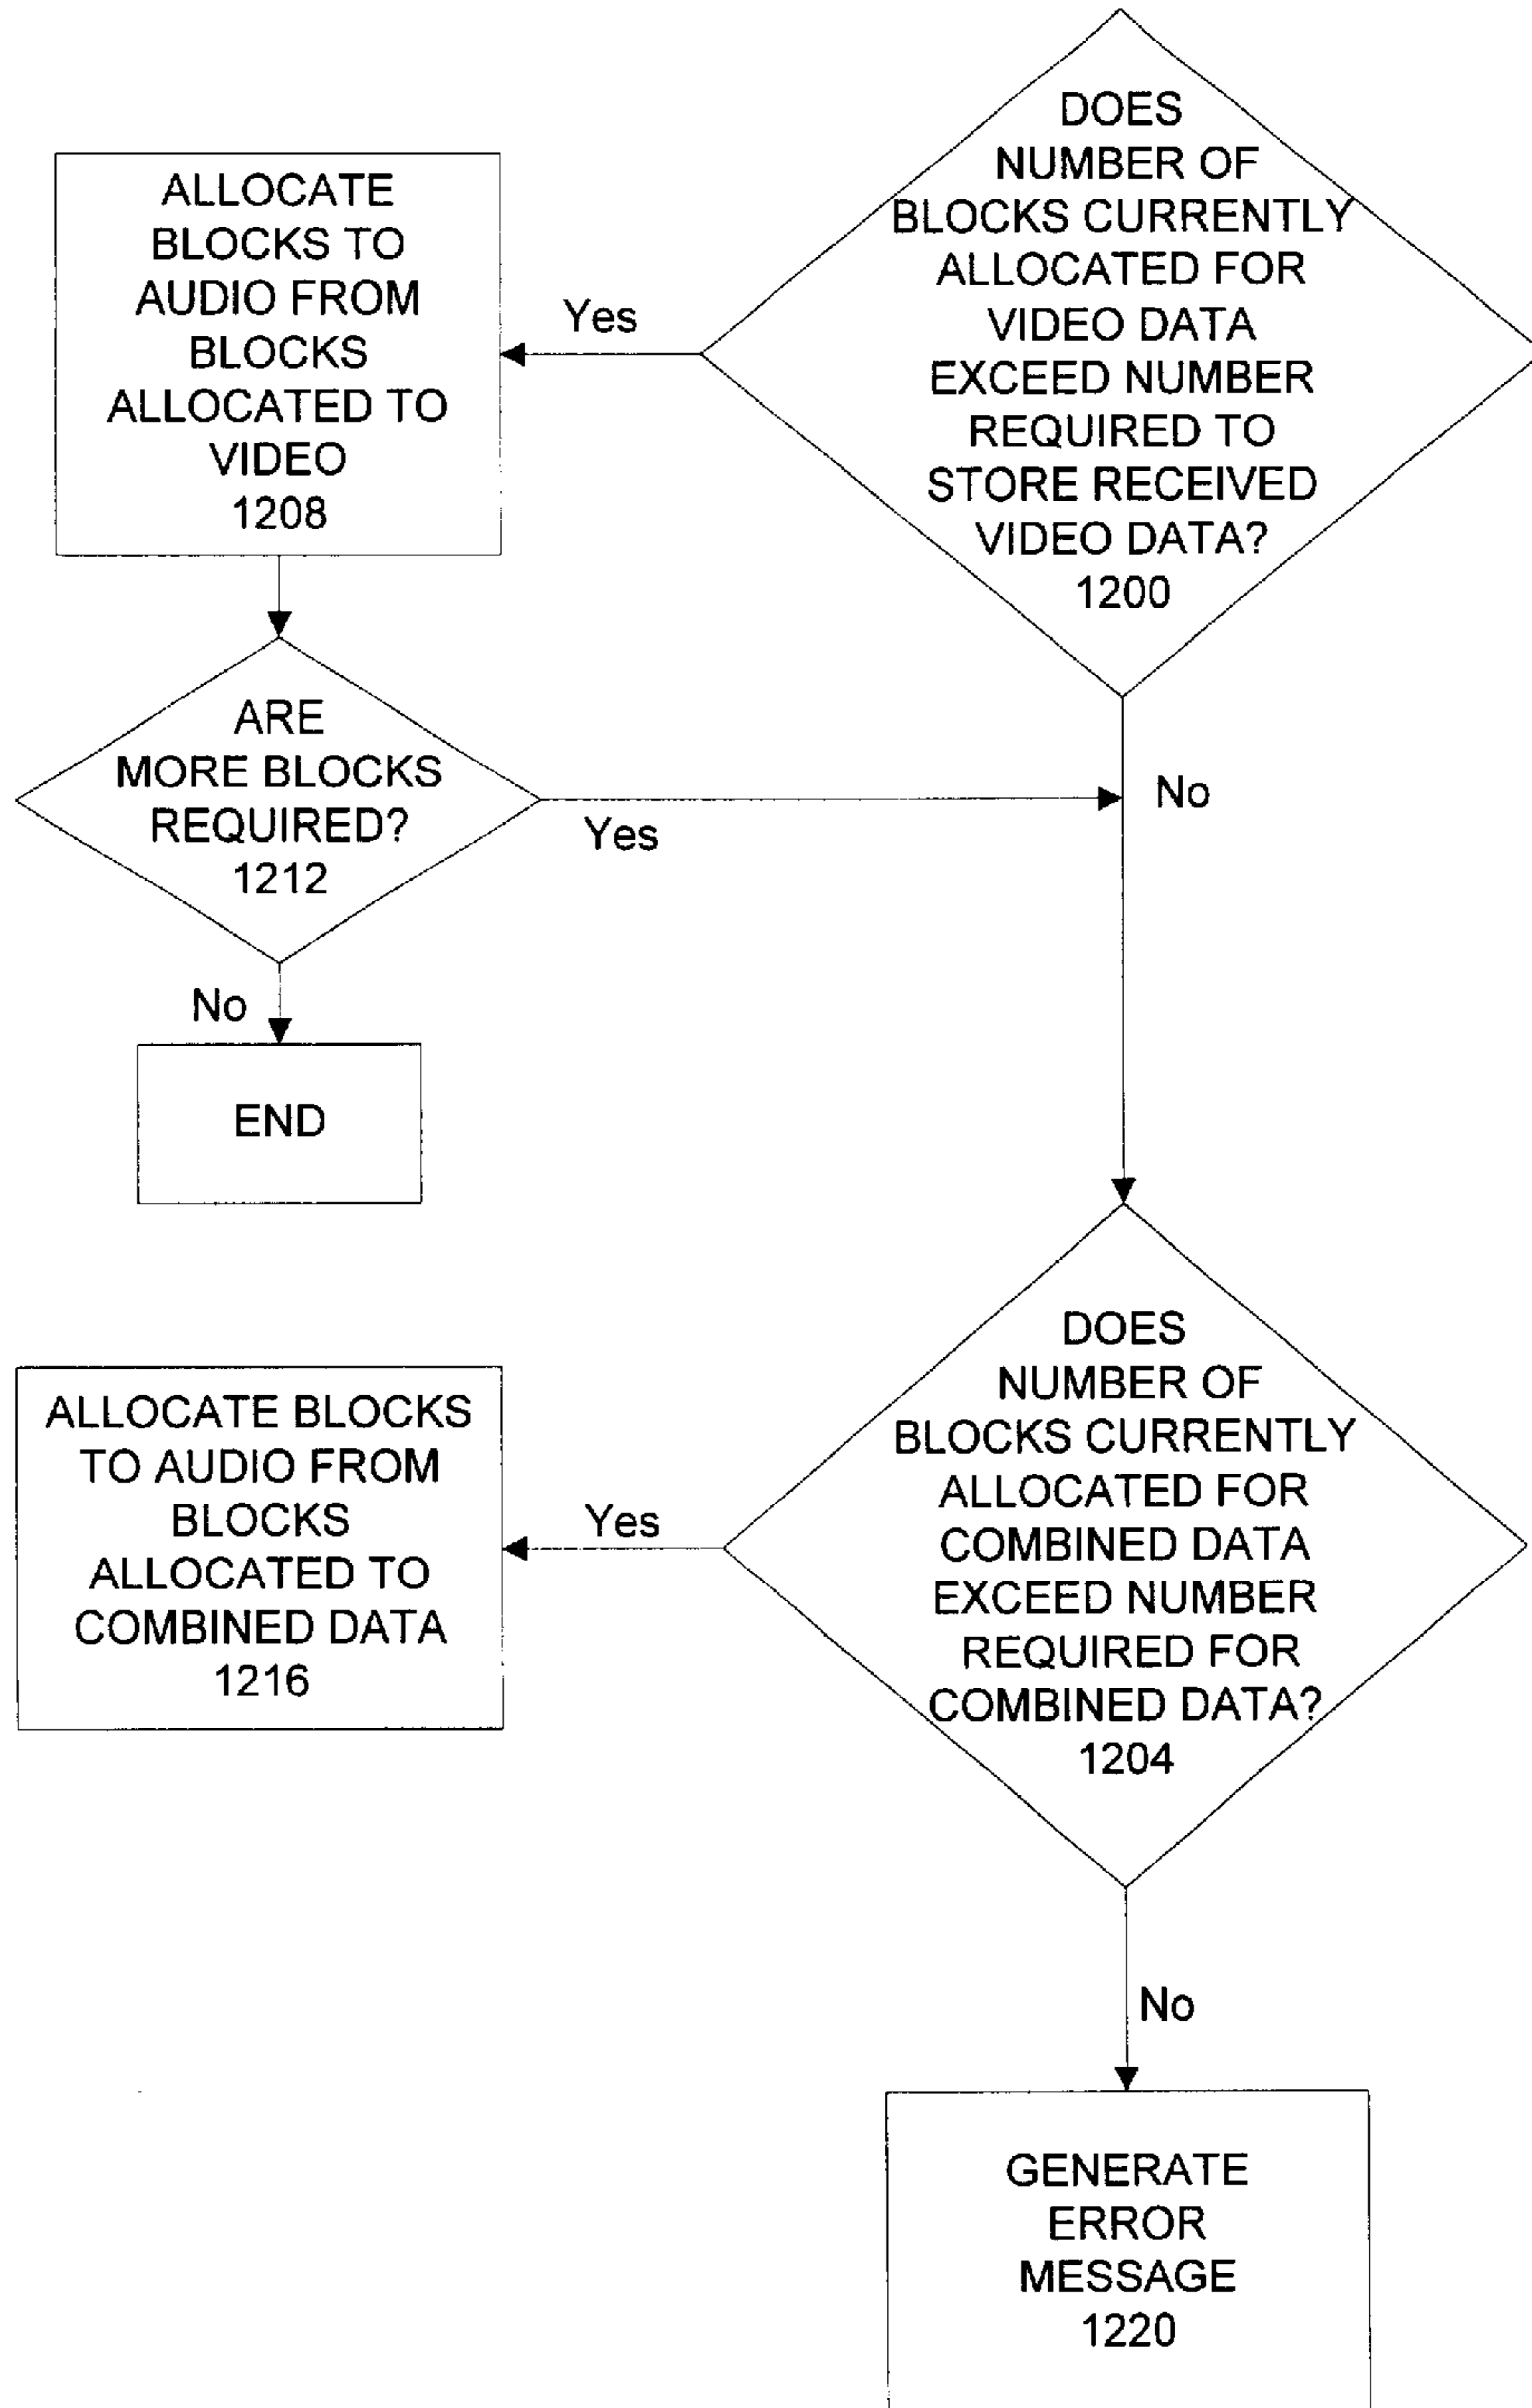 DOES
NUMBER OF
BLOCKS CURRENTLY
ALLOCATED FOR
VIDEO DATA
EXCEED NUMBER
REQUIRED TO
STORE RECEIVED
VIDEO DATA?
1200
Yes
ALLOCATE
BLOCKS TO
AUDIO FROM
BLOCKS
ALLOCATED TO
VIDEO
1208
ARE
MORE BLOCKS
REQUIRED?
1212
Yes
No
No
END
DOES
NUMBER OF
BLOCKS CURRENTLY
ALLOCATED FOR
COMBINED DATA
EXCEED NUMBER
REQUIRED FOR
COMBINED DATA?
1204
Yes
ALLOCATE BLOCKS
TO AUDIO FROM
BLOCKS
ALLOCATED TO
COMBINED DATA
1216
No
GENERATE
ERROR
MESSAGE
1220